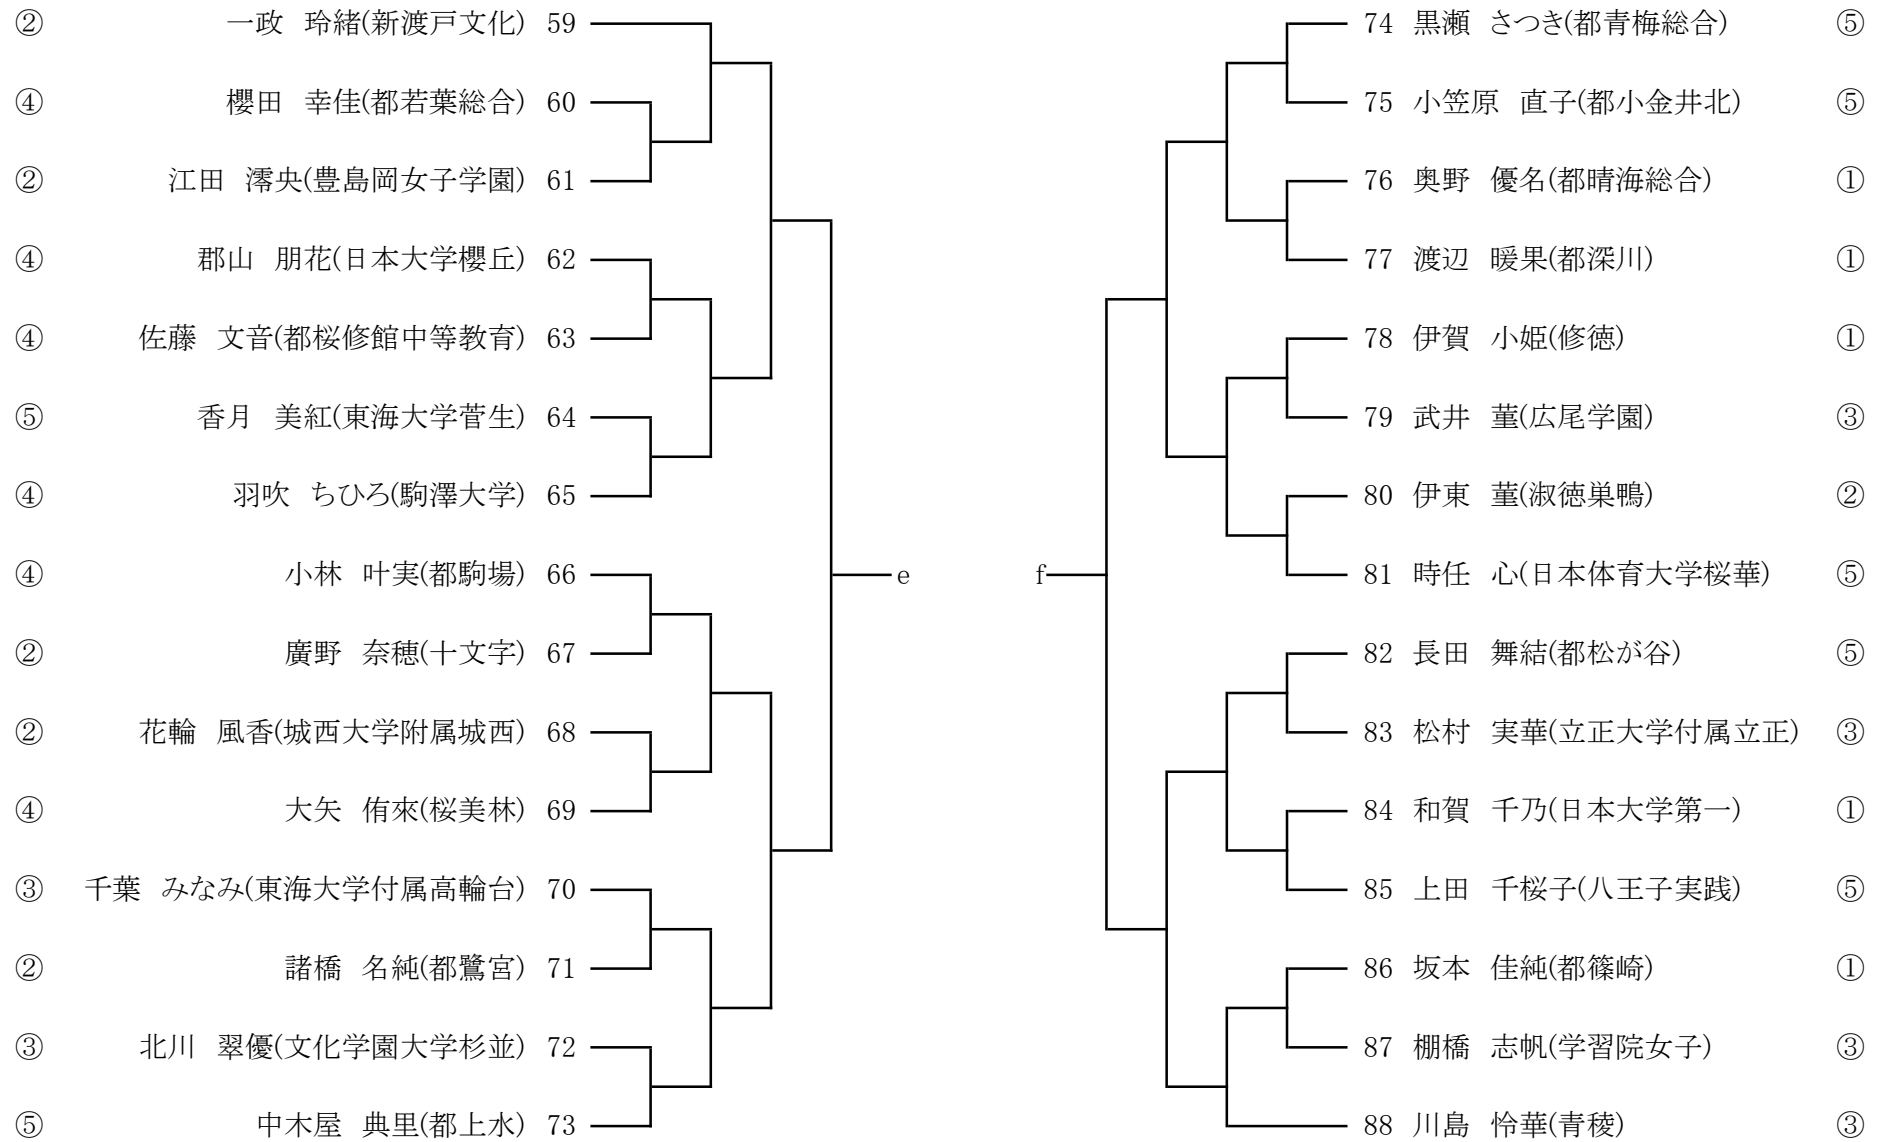 ② 一政 玲緒(新渡戸文化) 59
④ 櫻田 幸佳(都若葉総合) 60
② 江田 澪央(豊島岡女子学園) 61
④ 郡山 朋花(日本大学櫻丘) 62
④ 佐藤 文音(都桜修館中等教育) 63
⑤ 香月 美紅(東海大学菅生) 64
④ 羽吹 ちひろ(駒澤大学) 65
④ 小林 叶実(都駒場) 66
② 廣野 奈穂(十文字) 67
② 花輪 風香(城西大学附属城西) 68
④ 大矢 侑來(桜美林) 69
③ 千葉 みなみ(東海大学付属高輪台) 70
② 諸橋 名純(都鷺宮) 71
③ 北川 翠優(文化学園大学杉並) 72
⑤ 中木屋 典里(都上水) 73
e
f
74 黒瀬 さつき(都青梅総合) ⑤
75 小笠原 直子(都小金井北) ⑤
76 奥野 優名(都晴海総合) ①
77 渡辺 暖果(都深川) ①
78 伊賀 小姫(修徳) ①
79 武井 菫(広尾学園) ③
80 伊東 菫(淑徳巣鴨) ②
81 時任 心(日本体育大学桜華) ⑤
82 長田 舞結(都松が谷) ⑤
83 松村 実華(立正大学付属立正) ③
84 和賀 千乃(日本大学第一) ①
85 上田 千桜子(八王子実践) ⑤
86 坂本 佳純(都篠崎) ①
87 棚橋 志帆(学習院女子) ③
88 川島 怜華(青稜) ③